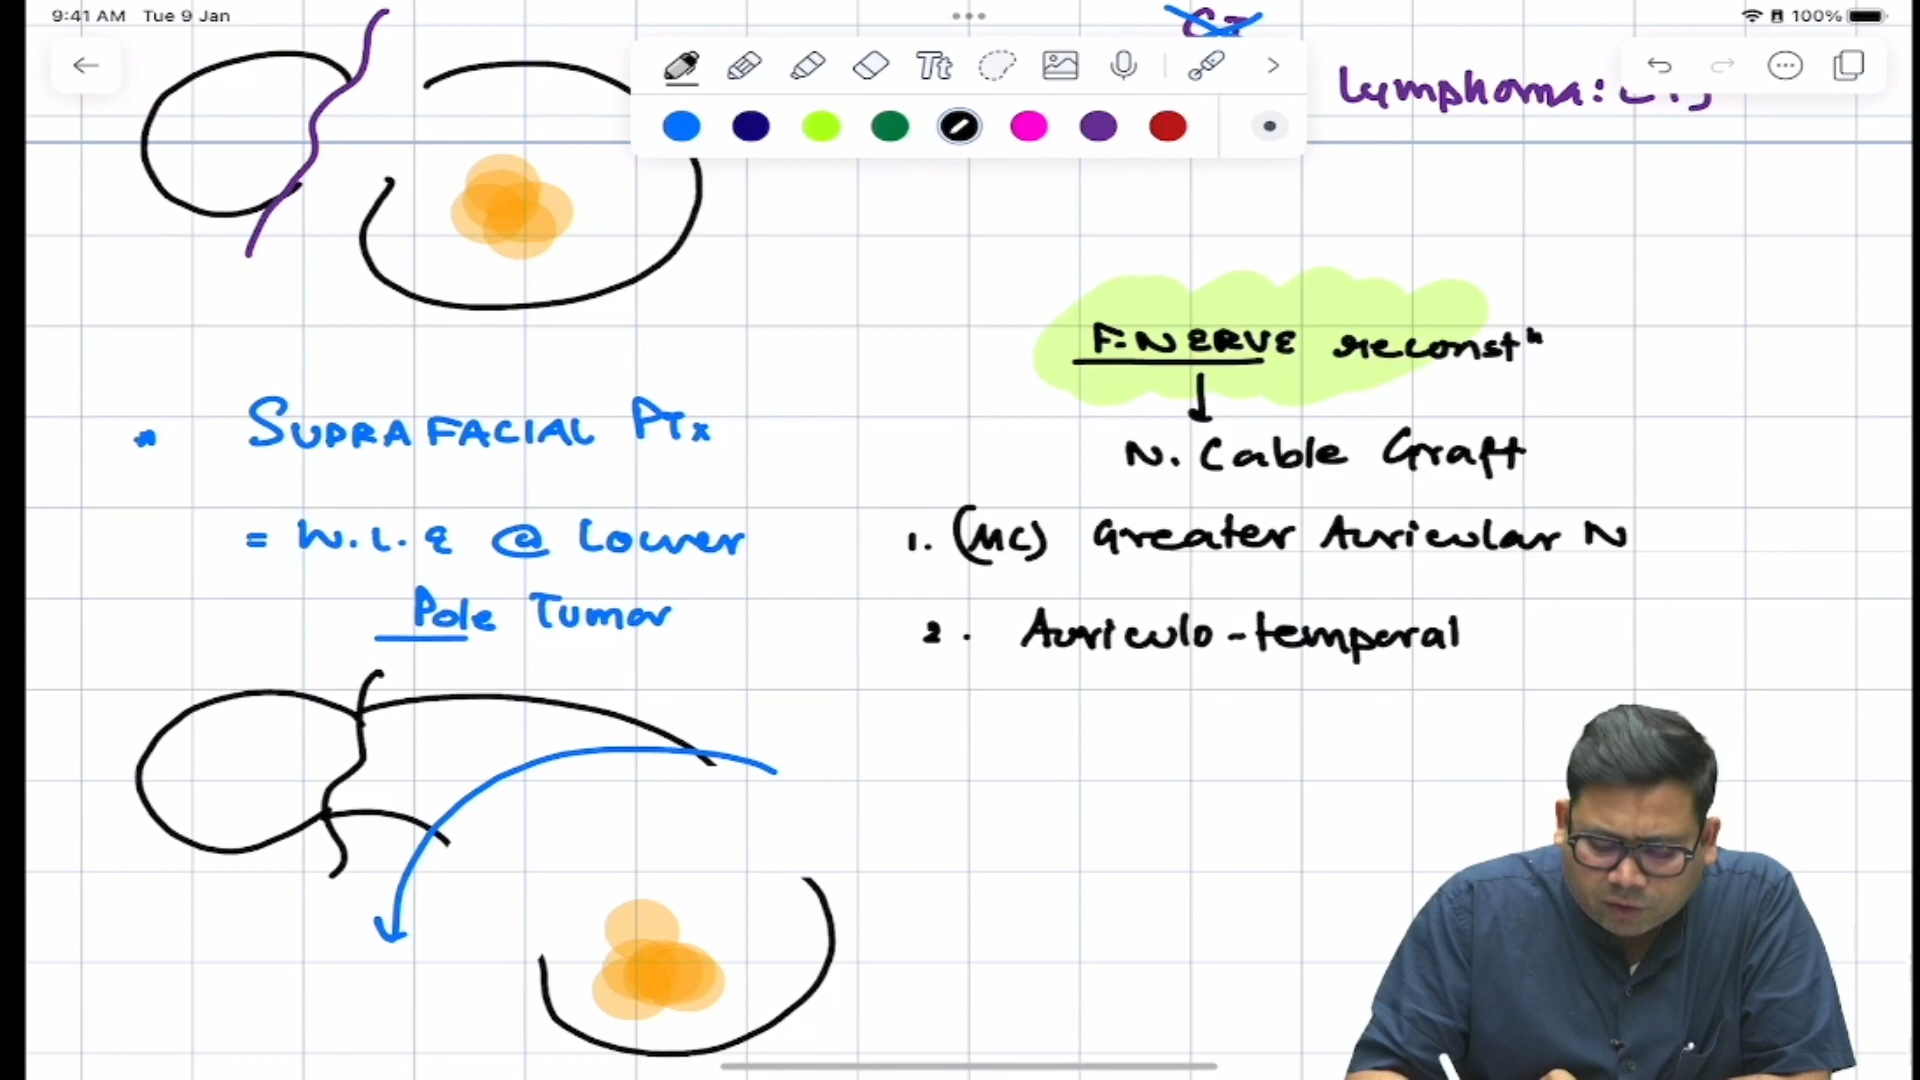 9:41 AM Tue 9 Jan
100%
Tt
Lymphoma:
F. NERVE reconstⁿ
N. Cable Graft
1. (MC) Greater Auricular N
2. Auriculo-temporal
* SUPRAFACIAL PTx
= W.L.E @ Lower
Pole Tumor